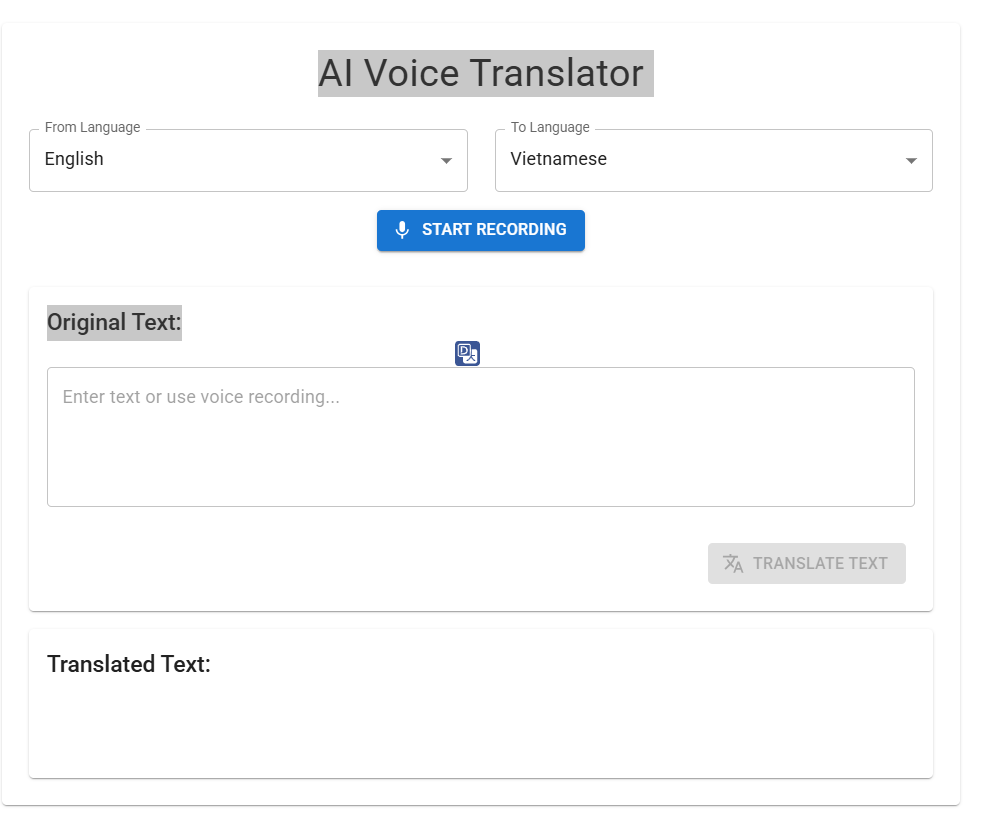 AI Voice Translator
From Language
English
To Language
Vietnamese
START RECORDING
Original Text:
Enter text or use voice recording...
TRANSLATE TEXT
Translated Text: